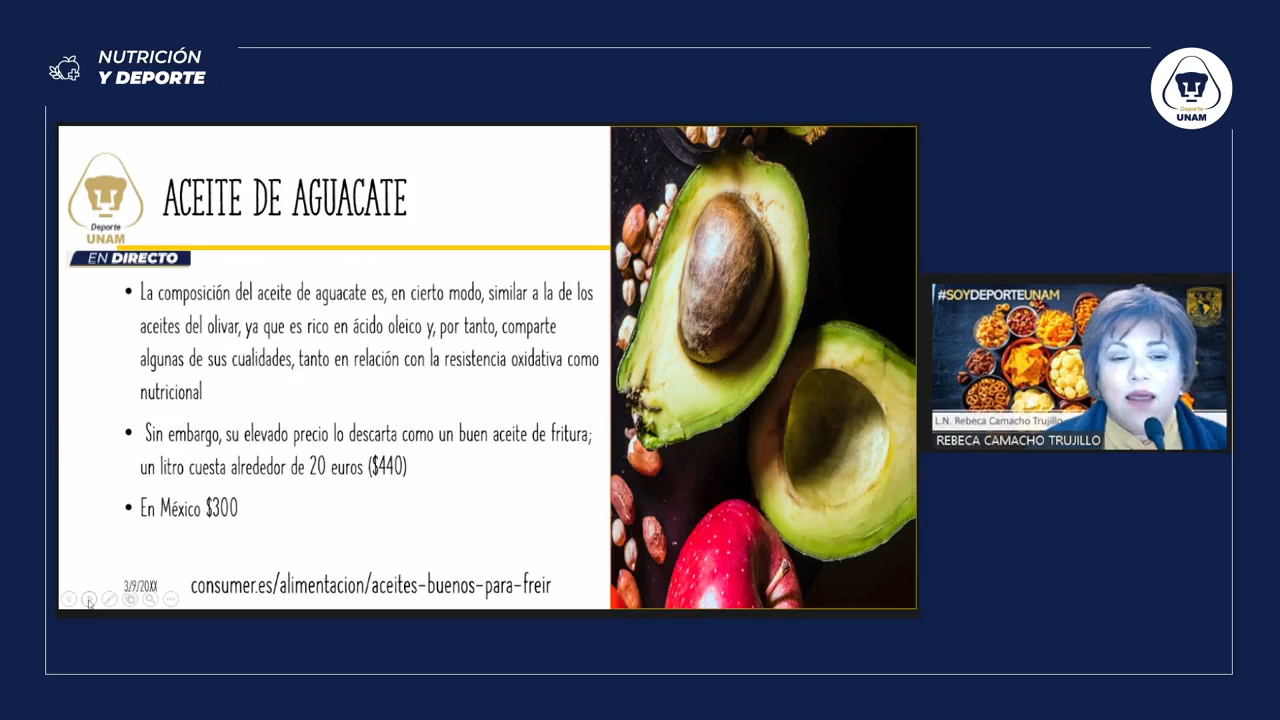 NUTRICIÓN
Y DEPORTE
Deporte
UNAM
Deporte
UNAM
ACEITE DE AGUACATE
EN DIRECTO
• La composición del aceite de aguacate es, en cierto modo, similar a la de los
aceites del olivar, ya que es rico en ácido oleico y, por tanto, comparte
algunas de sus cualidades, tanto en relación con la resistencia oxidativa como
nutricional
• Sin embargo, su elevado precio lo descarta como un buen aceite de fritura;
un litro cuesta alrededor de 20 euros ($440)
• En México $300
3/9/20XX
consumer.es/alimentacion/aceites-buenos-para-freir
#SOYDEPORTEUNAM
L.N. Rebeca Camacho Trujillo
REBECA CAMACHO TRUJILLO